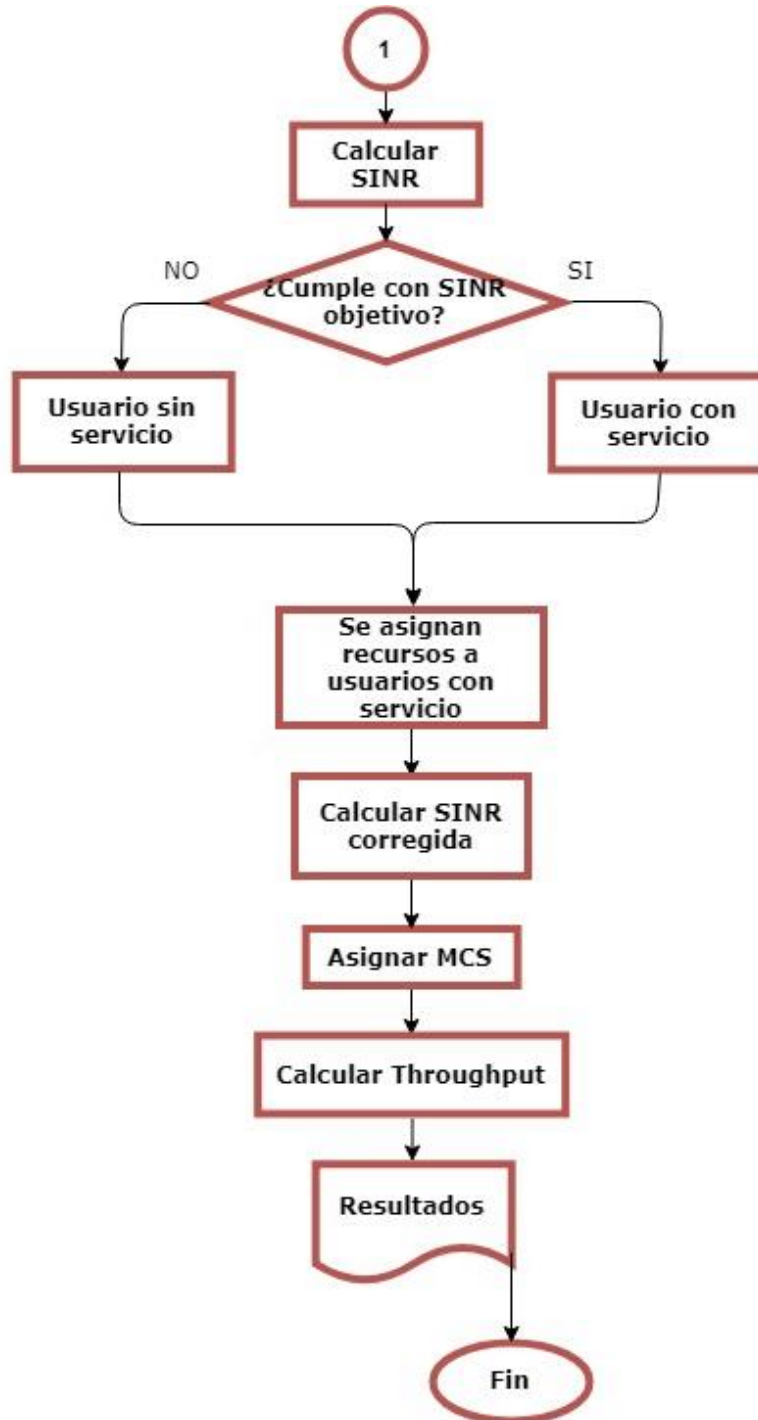 1
Calcular
SINR
NO
SI
¿Cumple con SINR
objetivo?
Usuario sin
servicio
Usuario con
servicio
Se asignan
recursos a
usuarios con
servicio
Calcular SINR
corregida
Asignar MCS
Calcular Throughput
Resultados
Fin